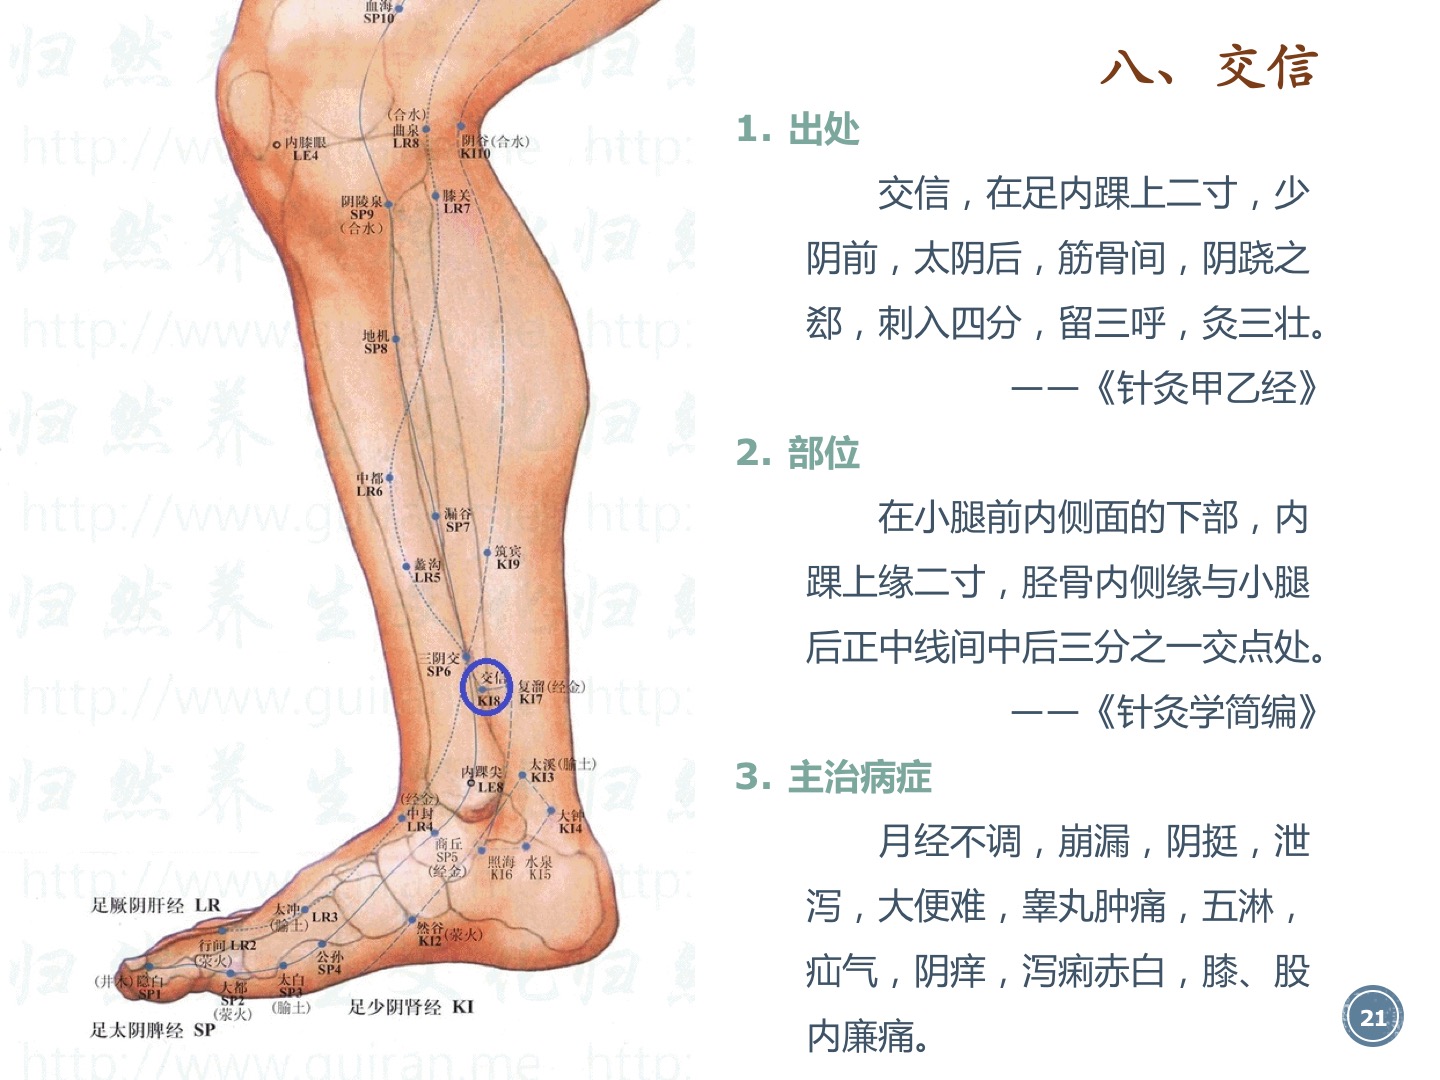 血海
SP10
(合水)
曲泉
LR8
阴谷(合水)
KI10
内膝眼
LE4
阴陵泉
SP9
(合水)
膝关
LR7
地机
SP8
中都
LR6
漏谷
SP7
蠡沟
LR5
筑宾
KI9
三阴交
SP6
交信
KI8
复溜(经金)
KI7
内踝尖
LE8
太溪(腧土)
KI3
(经金)
中封
LR4
大钟
KI4
商丘
SP5
(经金)
照海
K16
水泉
K15
足厥阴肝经 LR
太冲
(腧土)
LR3
行间 LR2
(荥火)
然谷
KI2(荥火)
公孙
SP4
(井木)隐白
SP1
大都
SP2
(荥火)
太白
SP3
(腧土)
足少阴肾经 KI
足太阴脾经 SP
归然养生文化
http://www.guiran.me
八、交信
1. 出处
交信，在足内踝上二寸，少
阴前，太阴后，筋骨间，阴跷之
郄，刺入四分，留三呼，灸三壮。
——《针灸甲乙经》
2. 部位
在小腿前内侧面的下部，内
踝上缘二寸，胫骨内侧缘与小腿
后正中线间中后三分之一交点处。
——《针灸学简编》
3. 主治病症
月经不调，崩漏，阴挺，泄
泻，大便难，睾丸肿痛，五淋，
疝气，阴痒，泻痢赤白，膝、股
内廉痛。
21